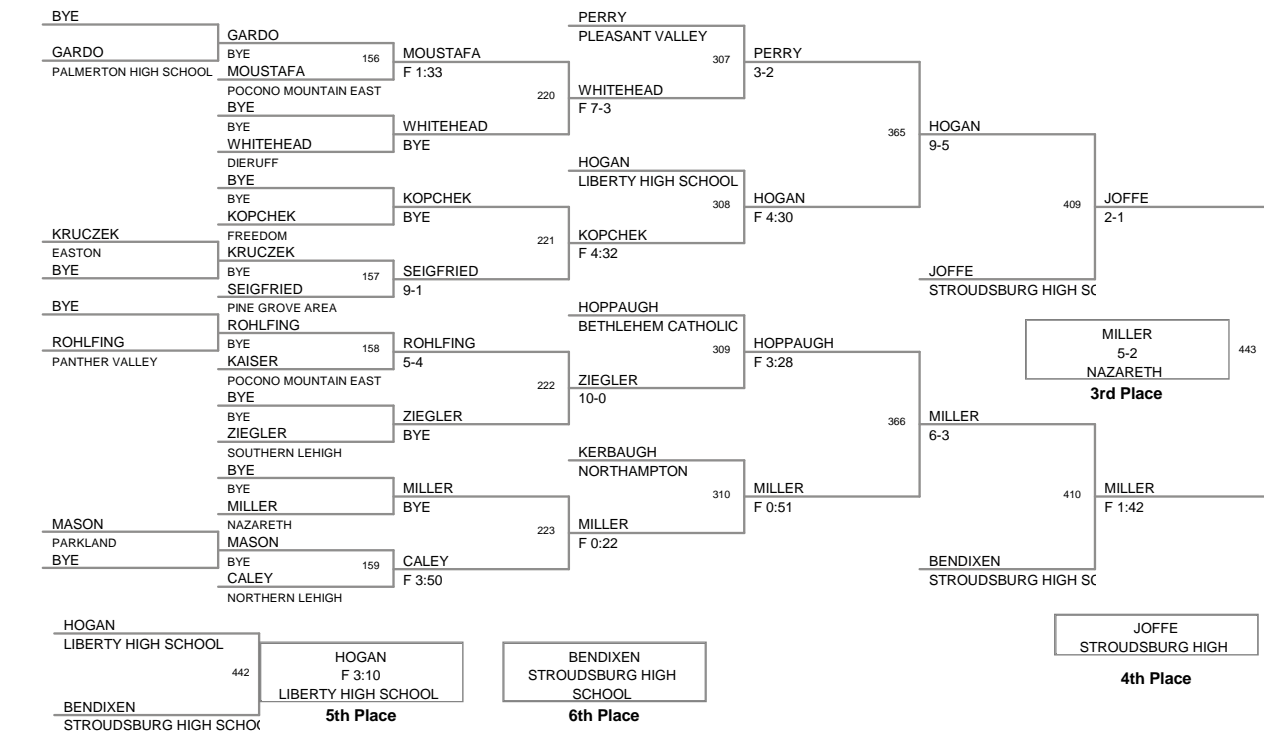 BYE
GARDO
PALMERTON HIGH SCHOOL
KRUCZEK
EASTON
BYE
BYE
ROHLFING
PANTHER VALLEY
MASON
PARKLAND
BYE
GARDO
BYE
156
MOUSTAFA
POCONO MOUNTAIN EAST
BYE
BYE
WHITEHEAD
DIERUFF
BYE
BYE
KOPCHEK
FREEDOM
KRUCZEK
BYE
157
SEIGFRIED
PINE GROVE AREA
ROHLFING
BYE
158
KAISER
POCONO MOUNTAIN EAST
BYE
BYE
ZIEGLER
SOUTHERN LEHIGH
BYE
BYE
MILLER
NAZARETH
MASON
BYE
159
CALEY
NORTHERN LEHIGH
MOUSTAFA
F 1:33
220
WHITEHEAD
BYE
KOPCHEK
BYE
221
SEIGFRIED
9-1
ROHLFING
5-4
222
ZIEGLER
BYE
MILLER
BYE
223
CALEY
F 3:50
PERRY
PLEASANT VALLEY
307
WHITEHEAD
F 7-3
HOGAN
LIBERTY HIGH SCHOOL
308
KOPCHEK
F 4:32
HOPPAUGH
BETHLEHEM CATHOLIC
309
ZIEGLER
10-0
KERBAUGH
NORTHAMPTON
310
MILLER
F 0:22
PERRY
3-2
365
HOGAN
F 4:30
HOPPAUGH
F 3:28
366
MILLER
F 0:51
HOGAN
9-5
409
JOFFE
STROUDSBURG HIGH SC
MILLER
6-3
410
BENDIXEN
STROUDSBURG HIGH SC
JOFFE
2-1
MILLER
5-2
NAZARETH
443
3rd Place
MILLER
F 1:42
JOFFE
STROUDSBURG HIGH
4th Place
HOGAN
LIBERTY HIGH SCHOOL
442
BENDIXEN
STROUDSBURG HIGH SCHO
HOGAN
F 3:10
LIBERTY HIGH SCHOOL
5th Place
BENDIXEN
STROUDSBURG HIGH
SCHOOL
6th Place